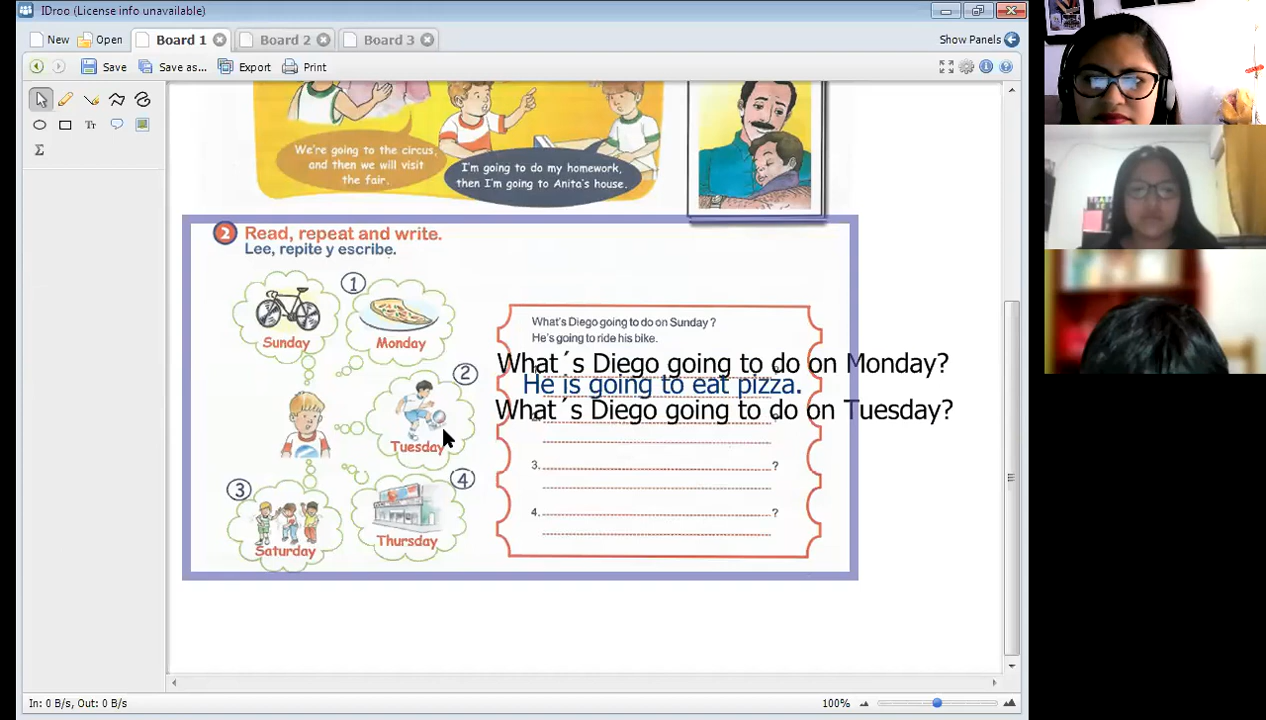 IDroo (License info unavailable)
New
Open
Board 1
Board 2
Board 3
Show Panels
Save
Save as...
Export
Print
Tt
Σ
We're going to the circus,
and then we will visit
the fair.
I'm going to do my homework,
then I'm going to Anita's house.
2 Read, repeat and write.
Lee, repite y escribe.
Sunday
1
Monday
2
Tuesday
3
Saturday
4
Thursday
What's Diego going to do on Sunday ?
He's going to ride his bike.
What´s Diego going to do on Monday?
He is going to eat pizza.
What´s Diego going to do on Tuesday?
3. ?
4. ?
In: 0 B/s, Out: 0 B/s
100%